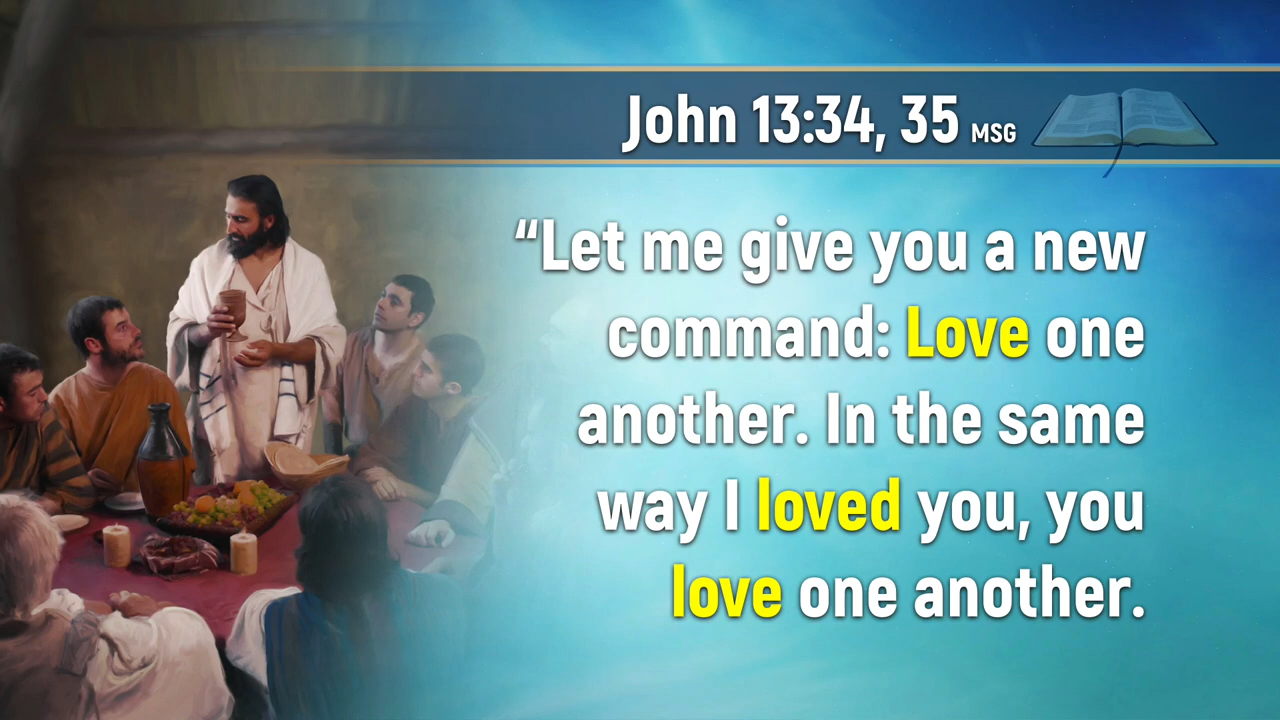 John 13:34, 35 MSG
“Let me give you a new
command: Love one
another. In the same
way I loved you, you
love one another.